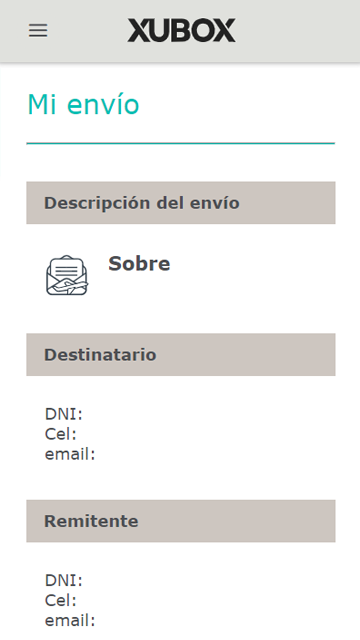 XUBOX
Mi envío
Descripción del envío
Sobre
Destinatario
DNI:
Cel:
email:
Remitente
DNI:
Cel:
email: